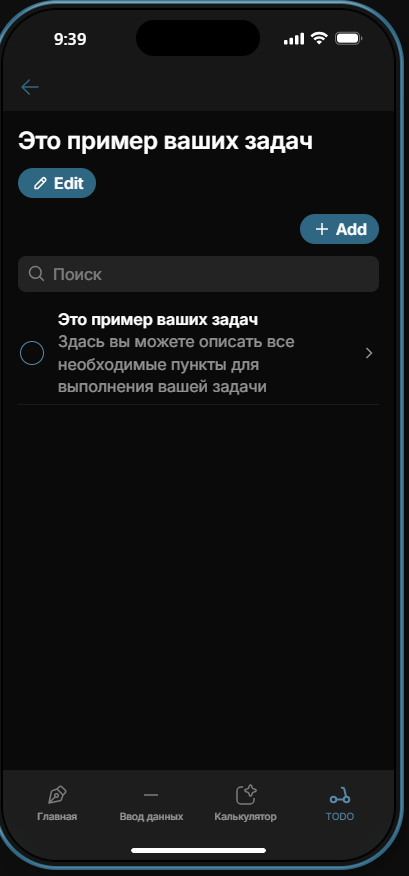 9:39
Это пример ваших задач
Edit
Add
Поиск
Это пример ваших задач
Здась вы можете описать все
необходимые пункты для
выполнения вашей задачи
Главная
Ввод данных
Калькулятор
TODO